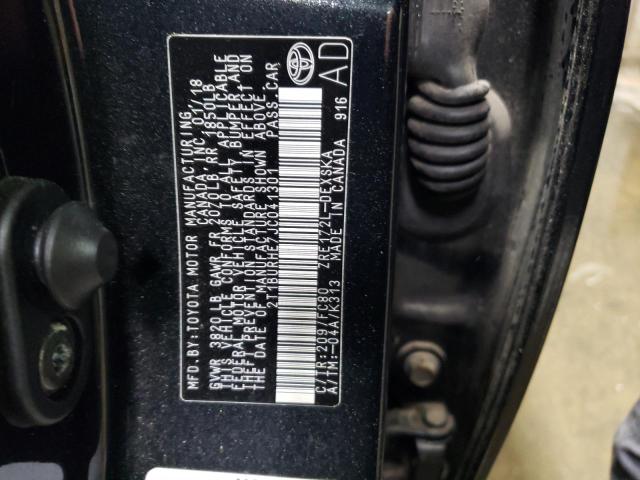 MFD.BY: TOYOTA MOTOR MANUFACTURING
CANADA INC. 01/18
GVWR 3820 LB GAWR FR 2070LB RR 1850LB
THIS VEHICLE CONFORMS TO ALL APPLICABLE
FEDERAL MOTOR VEHICLE SAFETY, BUMPER AND
THEFT PREVENTION STANDARDS IN EFFECT ON
THE DATE OF MANUFACTURE SHOWN ABOVE.
2T1BURHE7JC041301 PASS.CAR
C/TR: 209/FC80 ZRE172L-DEXSKA
A/TM:-04A/K313 MADE IN CANADA 916
AD